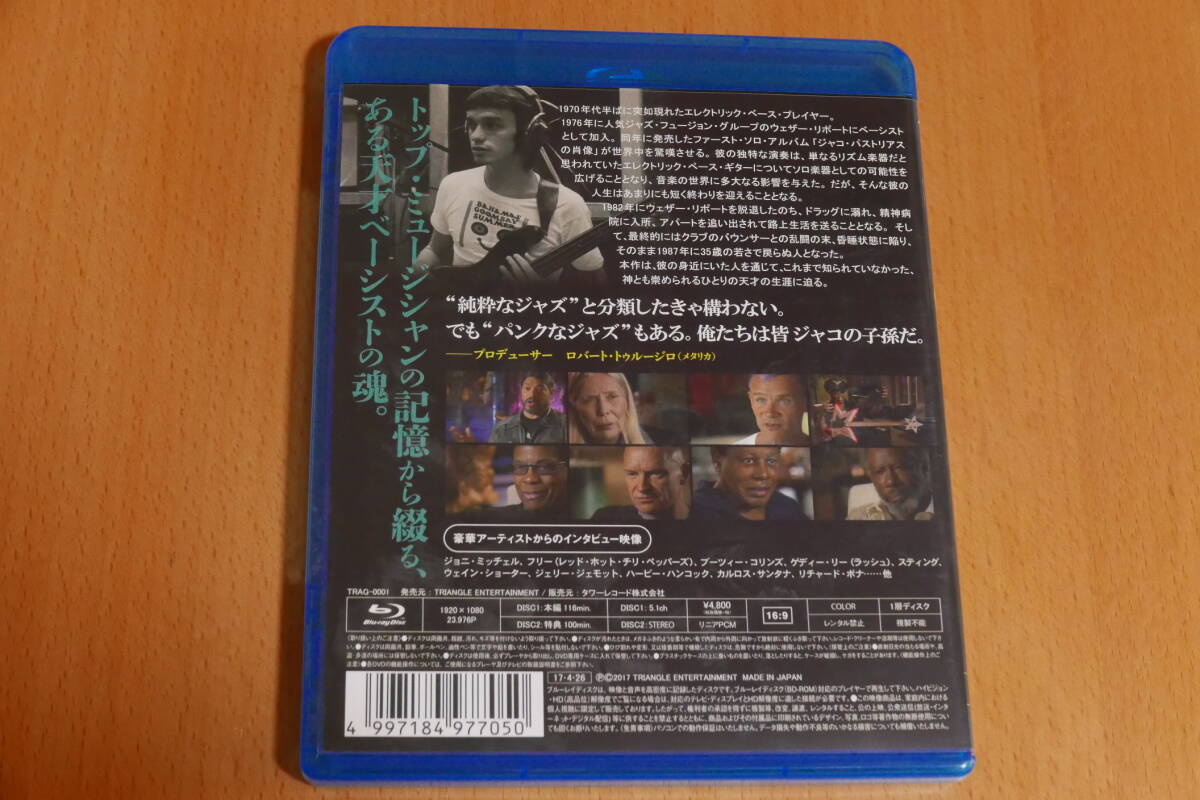 トップ・ミュージシャンの記憶から綴る、
ある天才ベーシストの魂。
BAHAMAS
GOOMBAY
SUMMER
1970年代半ばに突如現れたエレクトリック・ベース・プレイヤー。
1976年に人気ジャズ・フュージョン・グループのウェザー・リポートにベーシスト
として加入。同年に発売したファースト・ソロ・アルバム「ジャコ・パストリアス
の肖像」が世界中を驚嘆させる。彼の独特な演奏は、単なるリズム楽器だと
思われていたエレクトリック・ベース・ギターについてソロ楽器としての可能性を
広げることとなり、音楽の世界に多大なる影響を与えた。だが、そんな彼の
人生はあまりにも短く終わりを迎えることとなる。
1982年にウェザー・リポートを脱退したのち、ドラッグに溺れ、精神病
院に入所、アパートを追い出されて路上生活を送ることとなる。そし
て、最終的にはクラブのバウンサーとの乱闘の末、昏睡状態に陥り、
そのまま1987年に35歳の若さで戻らぬ人となった。
本作は、彼の身近にいた人を通じて、これまで知られていなかった、
神とも崇められるひとりの天才の生涯に迫る。
“純粋なジャズ”と分類したきゃ構わない。
でも“パンクなジャズ”もある。俺たちは皆 ジャコの子孫だ。
――プロデューサー ロバート・トゥルージロ(メタリカ)
豪華アーティストからのインタビュー映像
ジョニ・ミッチェル、フリー(レッド・ホット・チリ・ペッパーズ)、ブーツィー・コリンズ、ゲディー・リー(ラッシュ)、スティング、
ウェイン・ショーター、ジェリー・ジェモット、ハービー・ハンコック、カルロス・サンタナ、リチャード・ボナ……他
TRAQ-0001 発売元:TRIANGLE ENTERTAINMENT / 販売元:タワーレコード株式会社
Blu-ray Disc
1920×1080
23.976P
DISC1:本編 116min.
DISC2:特典 100min.
DISC1:5.1ch
DISC2:STEREO
¥4,800
リニアPCM
16:9
COLOR
レンタル禁止
1層ディスク
複製不能
17・4・26
Ⓟ©2017 TRIANGLE ENTERTAINMENT MADE IN JAPAN
4997184977050